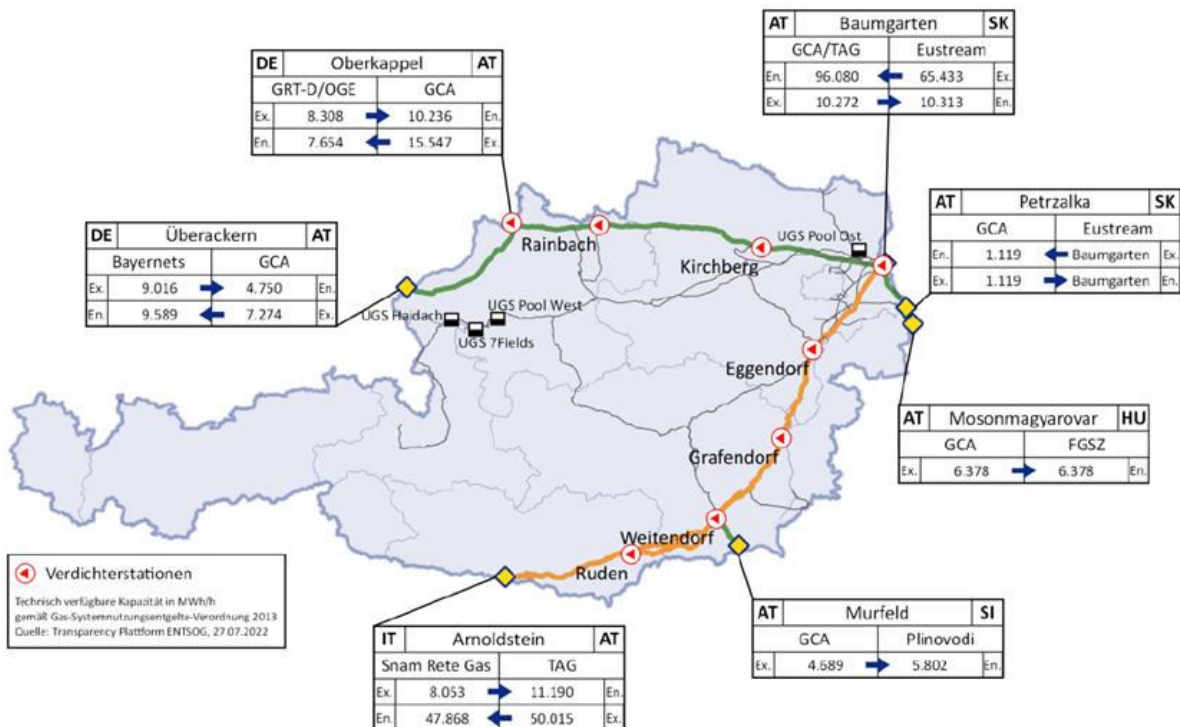 AT Baumgarten SK
GCA/TAG Eustream
En. 96.080 65.433 Ex.
Ex. 10.272 10.313 En.
DE Oberkappel AT
GRT-D/OGE GCA
Ex. 8.308 10.236 En.
En. 7.654 15.547 Ex.
AT Petrzalka SK
GCA Eustream
En. 1.119 Baumgarten Ex.
Ex. 1.119 Baumgarten En.
DE Überackern AT
Bayernets GCA
Ex. 9.016 4.750 En.
En. 9.589 7.274 Ex.
Rainbach
Kirchberg
UGS Pool Ost
UGS Haidach
UGS Pool West
UGS 7Fields
Eggendorf
Grafendorf
Weitendorf
Ruden
AT Mosonmagyarovar HU
GCA FGSZ
Ex. 6.378 6.378 En.
Verdichterstationen
Technisch verfügbare Kapazität in MWh/h
gemäß Gas-Systemnutzungsentgelte-Verordnung 2013
Quelle: Transparency Plattform ENTSOG, 27.07.2022
IT Arnoldstein AT
Snam Rete Gas TAG
Ex. 8.053 11.190 En.
En. 47.868 50.015 Ex.
AT Murfeld SI
GCA Plinovodi
Ex. 4.689 5.802 En.